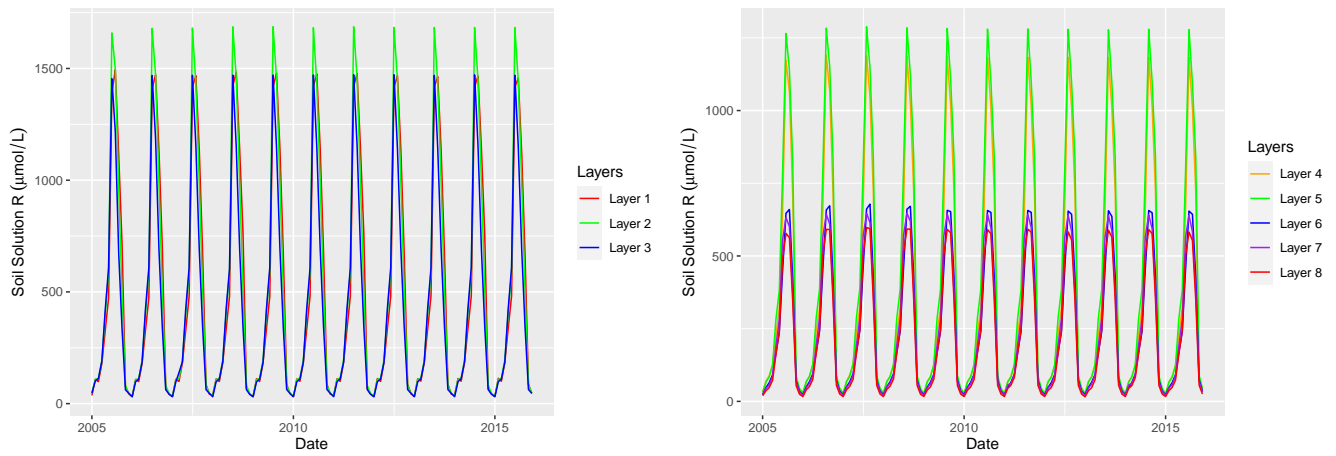 Soil Solution R (μmol/L)
1500
1000
500
0
2005
2010
2015
Date
Layers
Layer 1
Layer 2
Layer 3
Soil Solution R (μmol/L)
1000
500
0
2005
2010
2015
Date
Layers
Layer 4
Layer 5
Layer 6
Layer 7
Layer 8